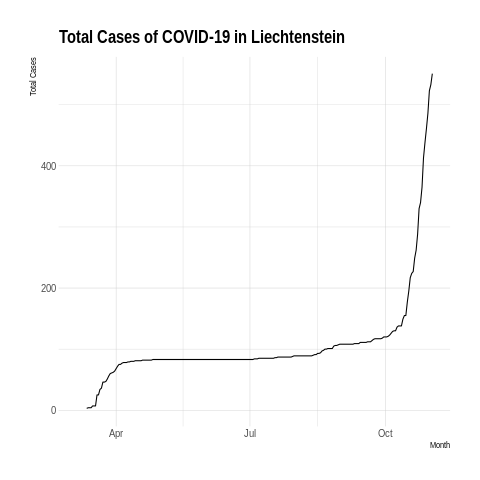 Total Cases of COVID-19 in Liechtenstein
Total Cases
400
200
0
Apr Jul Oct
Month